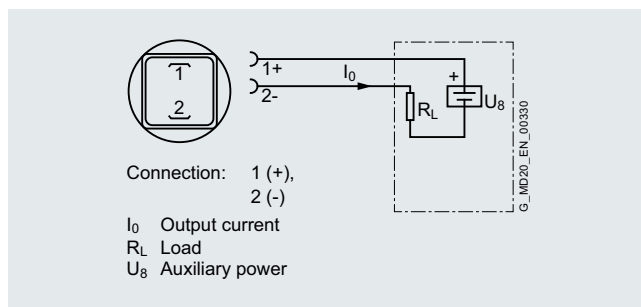 1
2
1+
2-
I0
+
RL
U8
G_MD20_EN_00330
Connection: 1 (+),
2 (-)
I0 Output current
RL Load
U8 Auxiliary power